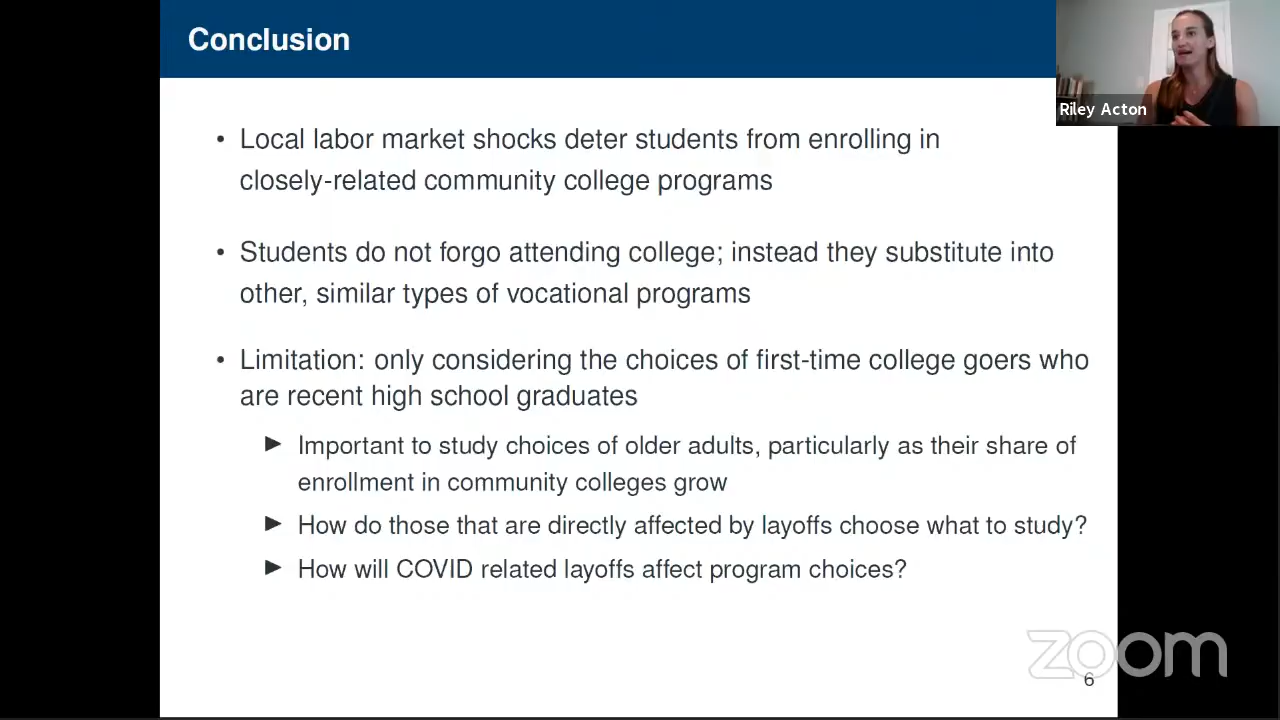 Conclusion
Riley Acton
• Local labor market shocks deter students from enrolling in
closely-related community college programs
• Students do not forgo attending college; instead they substitute into
other, similar types of vocational programs
• Limitation: only considering the choices of first-time college goers who
are recent high school graduates
▶ Important to study choices of older adults, particularly as their share of
enrollment in community colleges grow
▶ How do those that are directly affected by layoffs choose what to study?
▶ How will COVID related layoffs affect program choices?
zoom
6